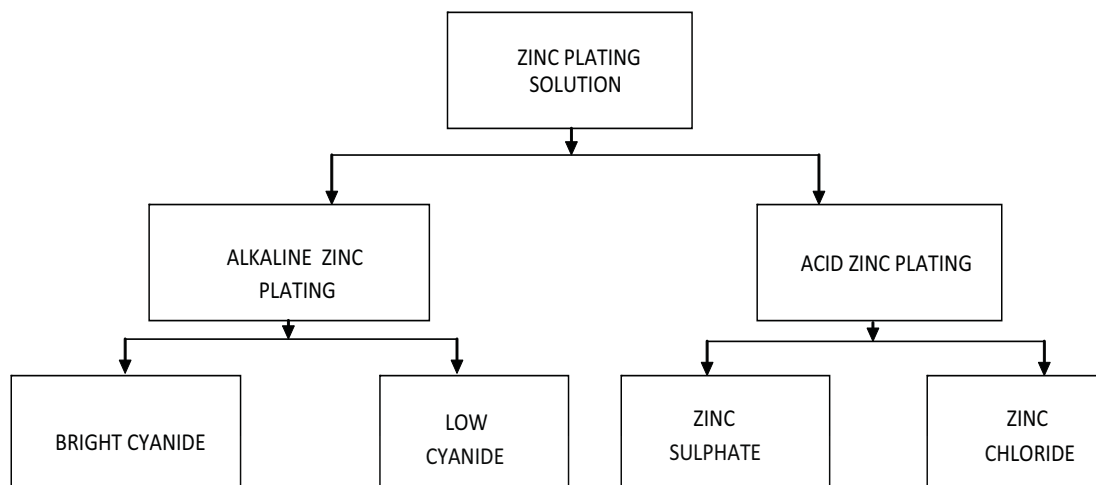 ZINC PLATING
SOLUTION
ALKALINE ZINC
PLATING
ACID ZINC PLATING
BRIGHT CYANIDE
LOW
CYANIDE
ZINC
SULPHATE
ZINC
CHLORIDE